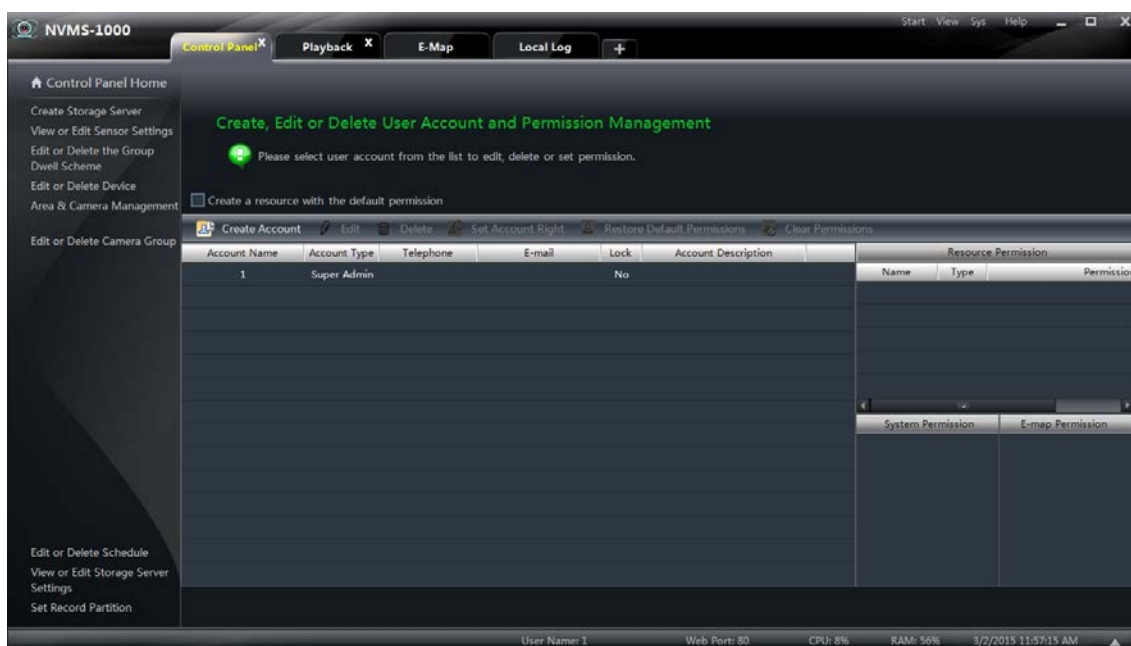 NVMS-1000
Start View Sys Help
Control Panel X
Playback X
E-Map
Local Log
+
Control Panel Home
Create Storage Server
View or Edit Sensor Settings
Edit or Delete the Group
Dwell Scheme
Edit or Delete Device
Area & Camera Management
Edit or Delete Camera Group
Edit or Delete Schedule
View or Edit Storage Server
Settings
Set Record Partition
Create, Edit or Delete User Account and Permission Management
Please select user account from the list to edit, delete or set permission.
Create a resource with the default permission
Create Account Edit Delete Set Account Right Restore Default Permissions Clear Permissions
Account Name Account Type Telephone E-mail Lock Account Description
1 Super Admin No
Resource Permission
Name Type Permissio
System Permission E-map Permission
User Name: 1 Web Port: 80 CPU: 8% RAM: 56% 3/2/2015 11:57:15 AM